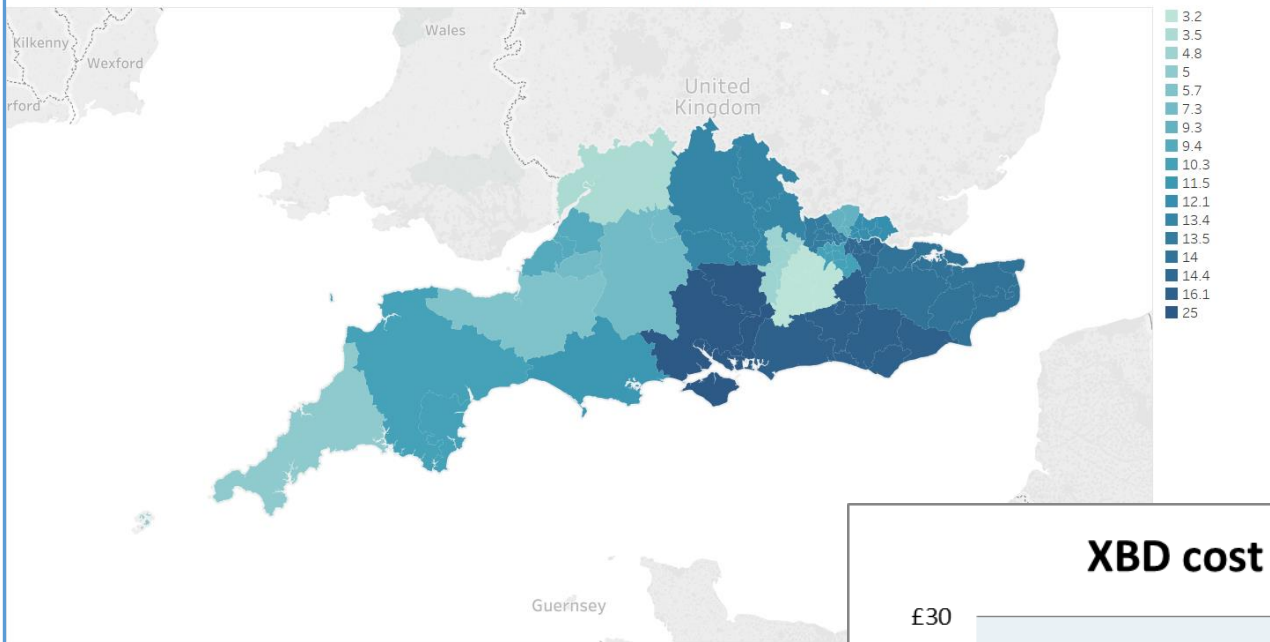 Kilkenny
Wexford
rford
Wales
United
Kingdom
Guernsey
3.2
3.5
4.8
5
5.7
7.3
9.3
9.4
10.3
11.5
12.1
13.4
13.5
14
14.4
16.1
25
XBD cost
£30